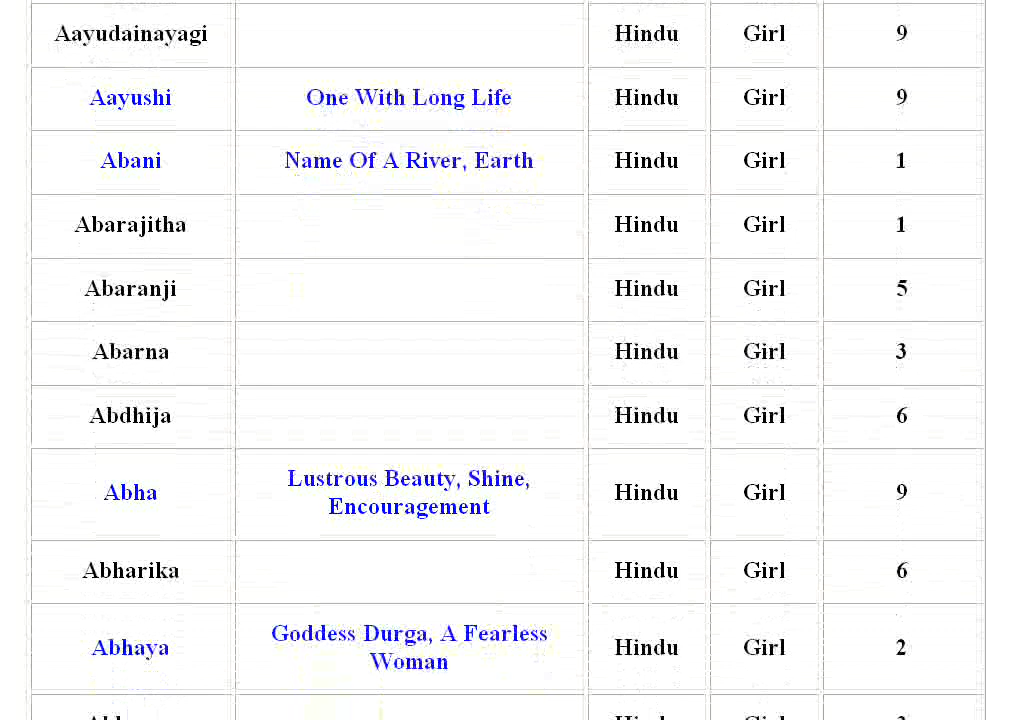 Aayudainayagi Hindu Girl 9
Aayushi One With Long Life Hindu Girl 9
Abani Name Of A River, Earth Hindu Girl 1
Abarajitha Hindu Girl 1
Abaranji Hindu Girl 5
Abarna Hindu Girl 3
Abdhija Hindu Girl 6
Abha Lustrous Beauty, Shine, Hindu Girl 9
Encouragement
Abharika Hindu Girl 6
Abhaya Goddess Durga, A Fearless Hindu Girl 2
Woman